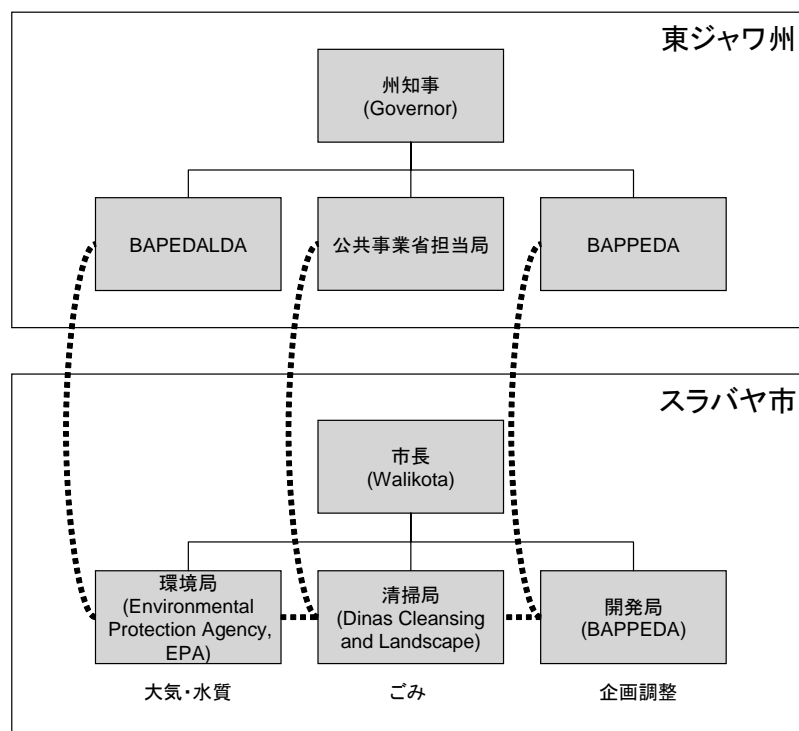 東ジャワ州
州知事
(Governor)
BAPEDALDA
公共事業省担当局
BAPPEDA
スラバヤ市
市長
(Walikota)
環境局
(Environmental
Protection Agency,
EPA)
清掃局
(Dinas Cleansing
and Landscape)
開発局
(BAPPEDA)
大気・水質
ごみ
企画調整